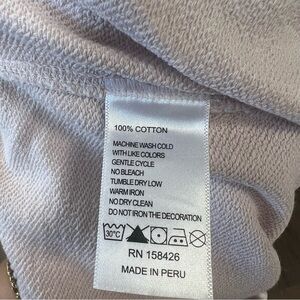 100% COTTON
MACHINE WASH COLD
WITH LIKE COLORS
GENTLE CYCLE
NO BLEACH
TUMBLE DRY LOW
WARM IRON
NO DRY CLEAN
DO NOT IRON THE DECORATION
30°C
RN 158426
MADE IN PERU